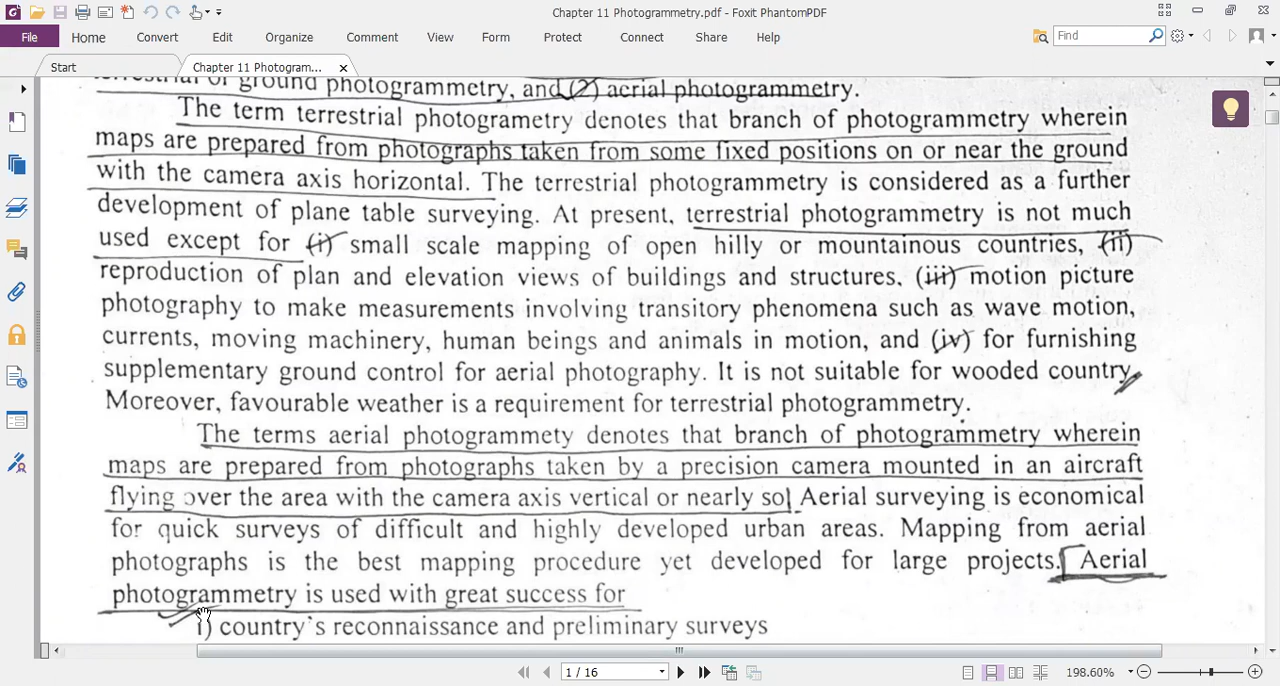 Chapter 11 Photogrammetry.pdf - Foxit PhantomPDF
File Home Convert Edit Organize Comment View Form Protect Connect Share Help Find
Start Chapter 11 Photogram...
terrestrial or ground photogrammetry, and (2) aerial photogrammetry.
The term terrestrial photogrametry denotes that branch of photogrammetry wherein
maps are prepared from photographs taken from some fixed positions on or near the ground
with the camera axis horizontal. The terrestrial photogrammetry is considered as a further
development of plane table surveying. At present, terrestrial photogrammetry is not much
used except for (i) small scale mapping of open hilly or mountainous countries, (ii)
reproduction of plan and elevation views of buildings and structures, (iii) motion picture
photography to make measurements involving transitory phenomena such as wave motion,
currents, moving machinery, human beings and animals in motion, and (iv) for furnishing
supplementary ground control for aerial photography. It is not suitable for wooded country.
Moreover, favourable weather is a requirement for terrestrial photogrammetry.
The terms aerial photogrammety denotes that branch of photogrammetry wherein
maps are prepared from photographs taken by a precision camera mounted in an aircraft
flying over the area with the camera axis vertical or nearly so. Aerial surveying is economical
for quick surveys of difficult and highly developed urban areas. Mapping from aerial
photographs is the best mapping procedure yet developed for large projects. Aerial
photogrammetry is used with great success for
i) country's reconnaissance and preliminary surveys
1 / 16 198.60%